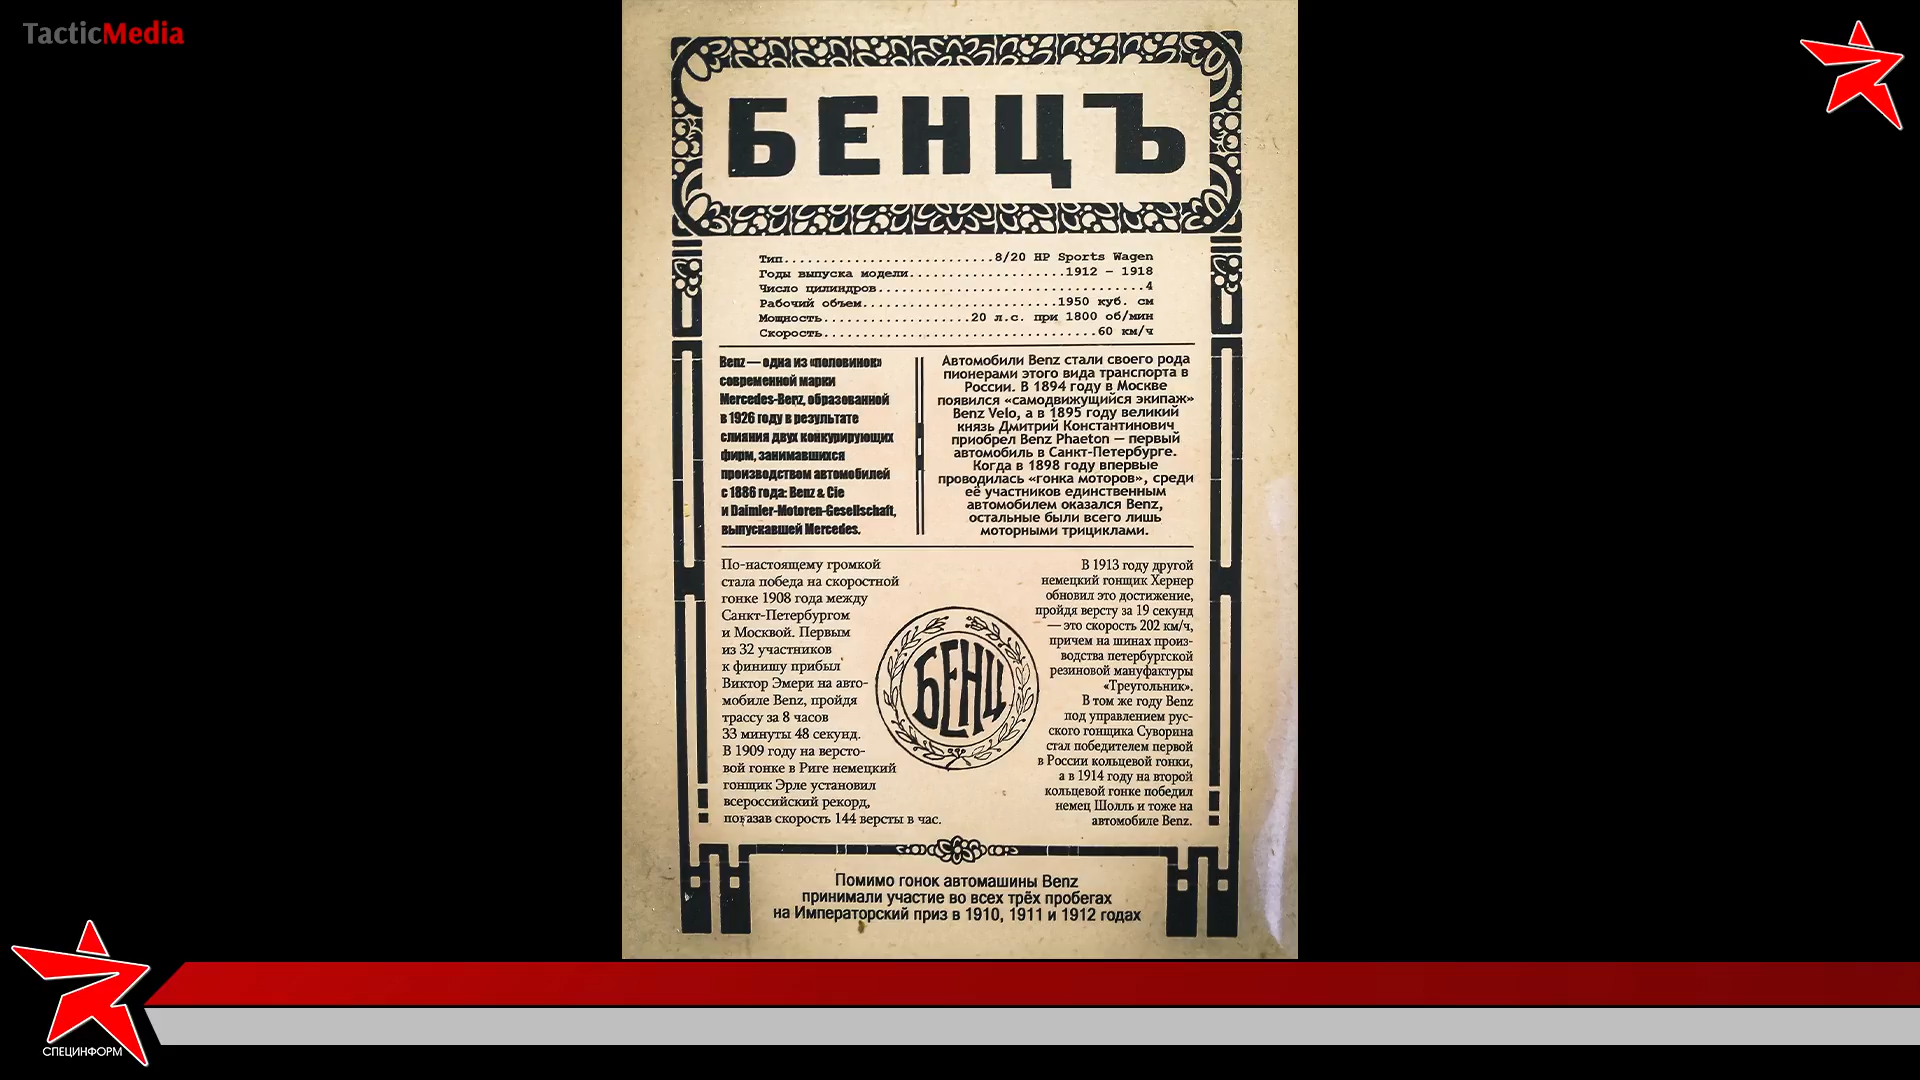 TacticMedia
БЕНЦЪ
Тип..........................8/20 HP Sports Wagen
Годы выпуска модели...................1912 – 1918
Число цилиндров.................................4
Рабочий объем........................1950 куб. см
Мощность..................20 л.с. при 1800 об/мин
Скорость..................................60 км/ч
Benz — одна из «половинок»
современной марки
Mercedes-Benz, образованной
в 1926 году в результате
слияния двух конкурирующих
фирм, занимавшихся
производством автомобилей
с 1886 года: Benz & Cie
и Daimler-Motoren-Gesellschaft,
выпускавшей Mercedes.
Автомобили Benz стали своего рода
пионерами этого вида транспорта в
России. В 1894 году в Москве
появился «самодвижущийся экипаж»
Benz Velo, а в 1895 году великий
князь Дмитрий Константинович
приобрел Benz Phaeton — первый
автомобиль в Санкт-Петербурге.
Когда в 1898 году впервые
проводилась «гонка моторов», среди
её участников единственным
автомобилем оказался Benz,
остальные были всего лишь
моторными трициклами.
По-настоящему громкой
стала победа на скоростной
гонке 1908 года между
Санкт-Петербургом
и Москвой. Первым
из 32 участников
к финишу прибыл
Виктор Эмери на авто-
мобиле Benz, пройдя
трассу за 8 часов
33 минуты 48 секунд.
В 1909 году на версто-
вой гонке в Риге немецкий
гонщик Эрле установил
всероссийский рекорд,
показав скорость 144 версты в час.
БЕНЦ
В 1913 году другой
немецкий гонщик Хернер
обновил это достижение,
пройдя версту за 19 секунд
— это скорость 202 км/ч,
причем на шинах произ-
водства петербургской
резиновой мануфактуры
«Треугольник».
В том же году Benz
под управлением рус-
ского гонщика Суворина
стал победителем первой
в России кольцевой гонки,
а в 1914 году на второй
кольцевой гонке победил
немец Шолль и тоже на
автомобиле Benz.
Помимо гонок автомашины Benz
принимали участие во всех трёх пробегах
на Императорский приз в 1910, 1911 и 1912 годах
СПЕЦИНФОРМ